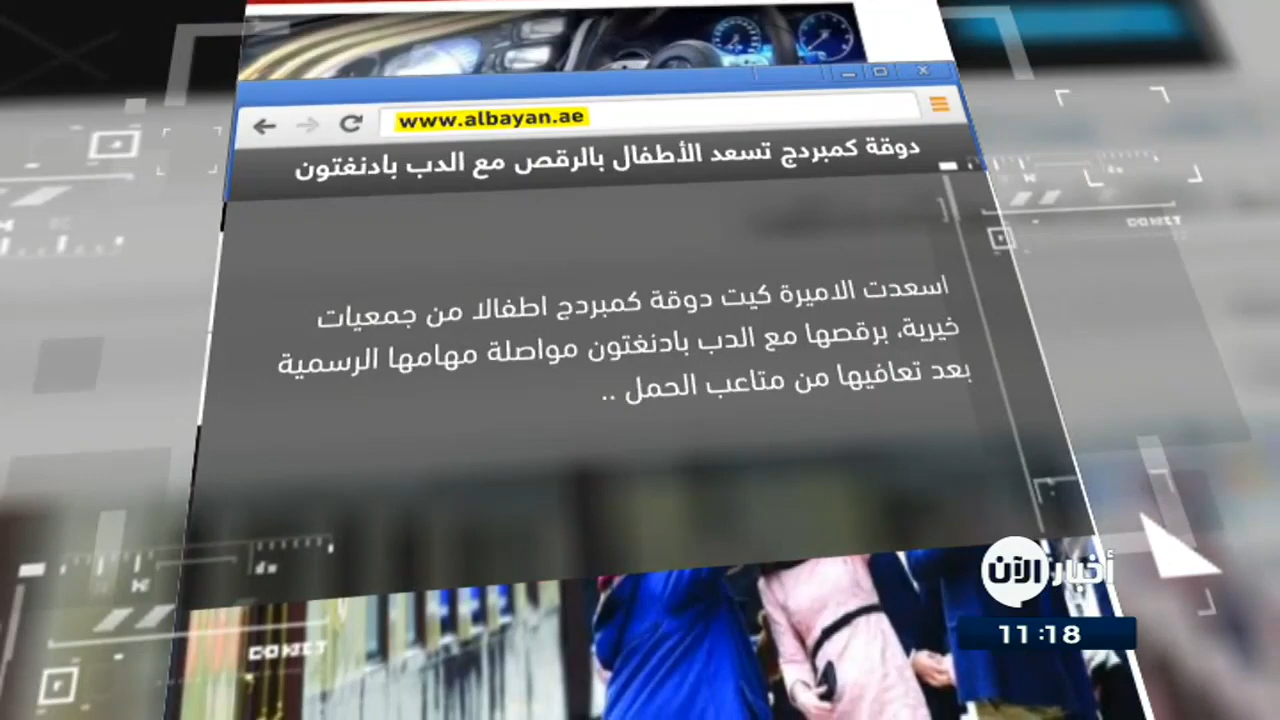 www.albayan.ae
دوقة كمبردج تسعد الأطفال بالرقص مع الدب بادنغتون
اسعدت الاميرة كيت دوقة كمبردج اطفالا من جمعيات
خيرية، برقصها مع الدب بادنغتون مواصلة مهامها الرسمية
بعد تعافيها من متاعب الحمل ..
أخبار الآن
11:18